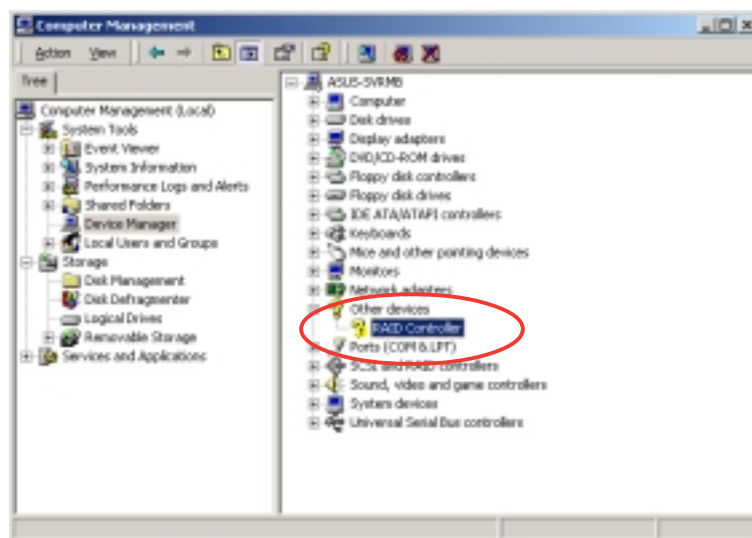 Computer Management
Action View
Tree
Computer Management (Local)
System Tools
Event Viewer
System Information
Performance Logs and Alerts
Shared Folders
Device Manager
Local Users and Groups
Storage
Disk Management
Disk Defragmenter
Logical Drives
Removable Storage
Services and Applications
ASUS-SVRMB
Computer
Disk drives
Display adapters
DVD/CD-ROM drives
Floppy disk controllers
Floppy disk drives
IDE ATA/ATAPI controllers
Keyboards
Mice and other pointing devices
Monitors
Network adapters
Other devices
RAID Controller
Ports (COM & LPT)
SCSI and RAID controllers
Sound, video and game controllers
System devices
Universal Serial Bus controllers